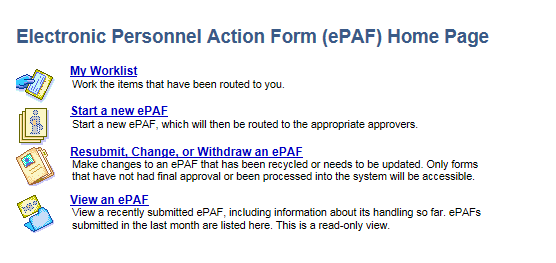 Electronic Personnel Action Form (ePAF) Home Page
My Worklist
Work the items that have been routed to you.
Start a new ePAF
Start a new ePAF, which will then be routed to the appropriate approvers.
Resubmit, Change, or Withdraw an ePAF
Make changes to an ePAF that has been recycled or needs to be updated. Only forms
that have not had final approval or been processed into the system will be accessible.
View an ePAF
View a recently submitted ePAF, including information about its handling so far. ePAFs
submitted in the last month are listed here. This is a read-only view.